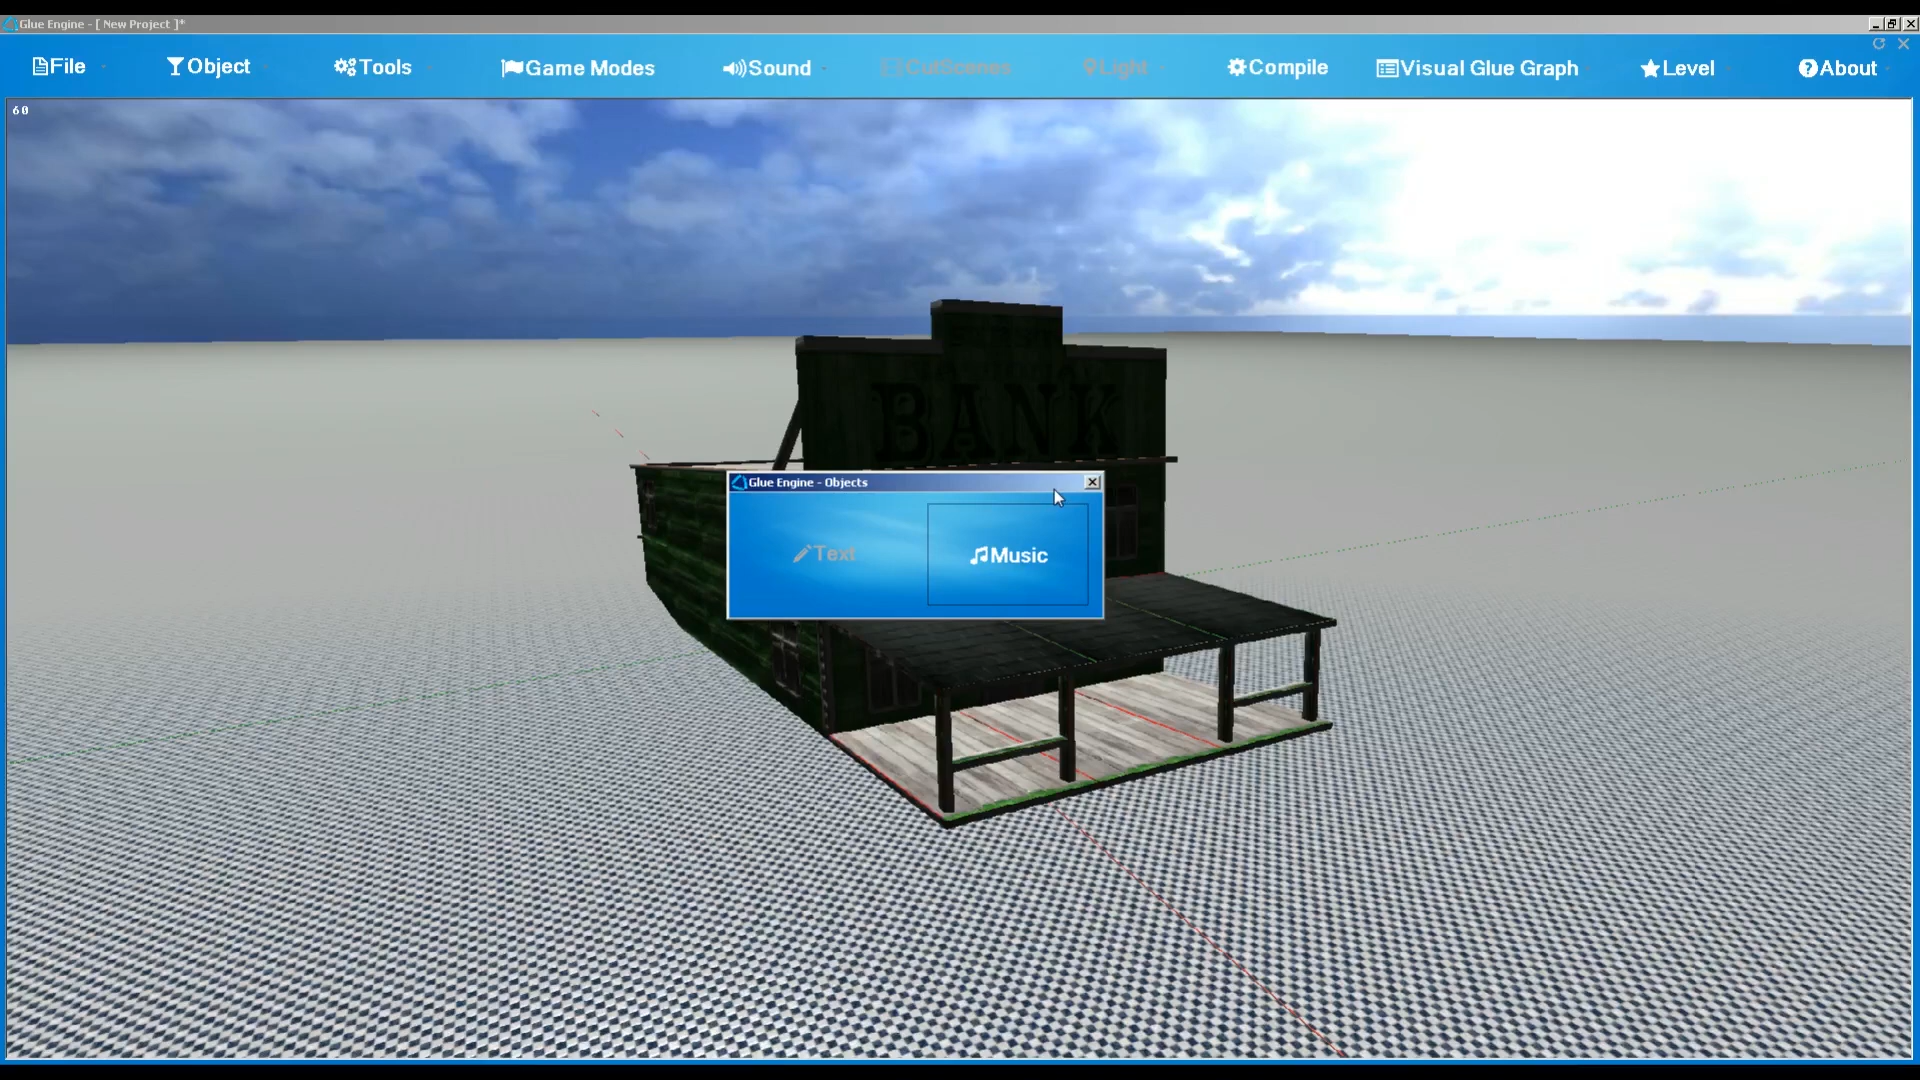 Glue Engine - [ New Project ]*
File
Object
Tools
Game Modes
Sound
CutScenes
Light
Compile
Visual Glue Graph
Level
About
60
BANK
Glue Engine - Objects
Text
Music